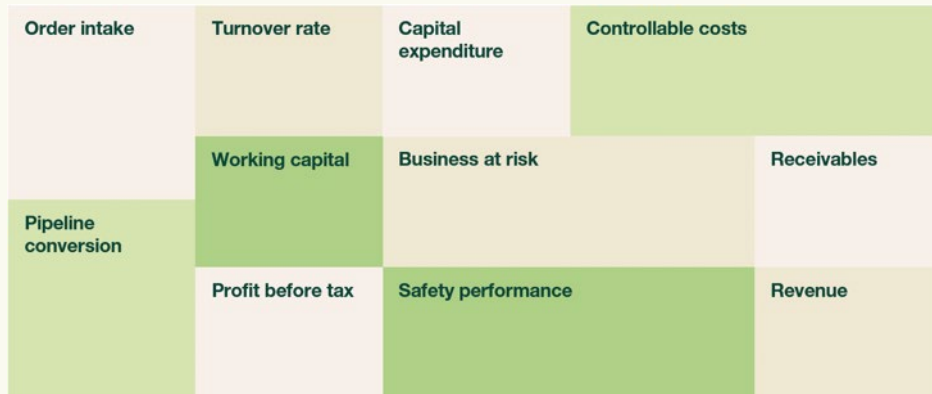 Order intake
Turnover rate
Capital
expenditure
Controllable costs
Working capital
Business at risk
Receivables
Pipeline
conversion
Profit before tax
Safety performance
Revenue